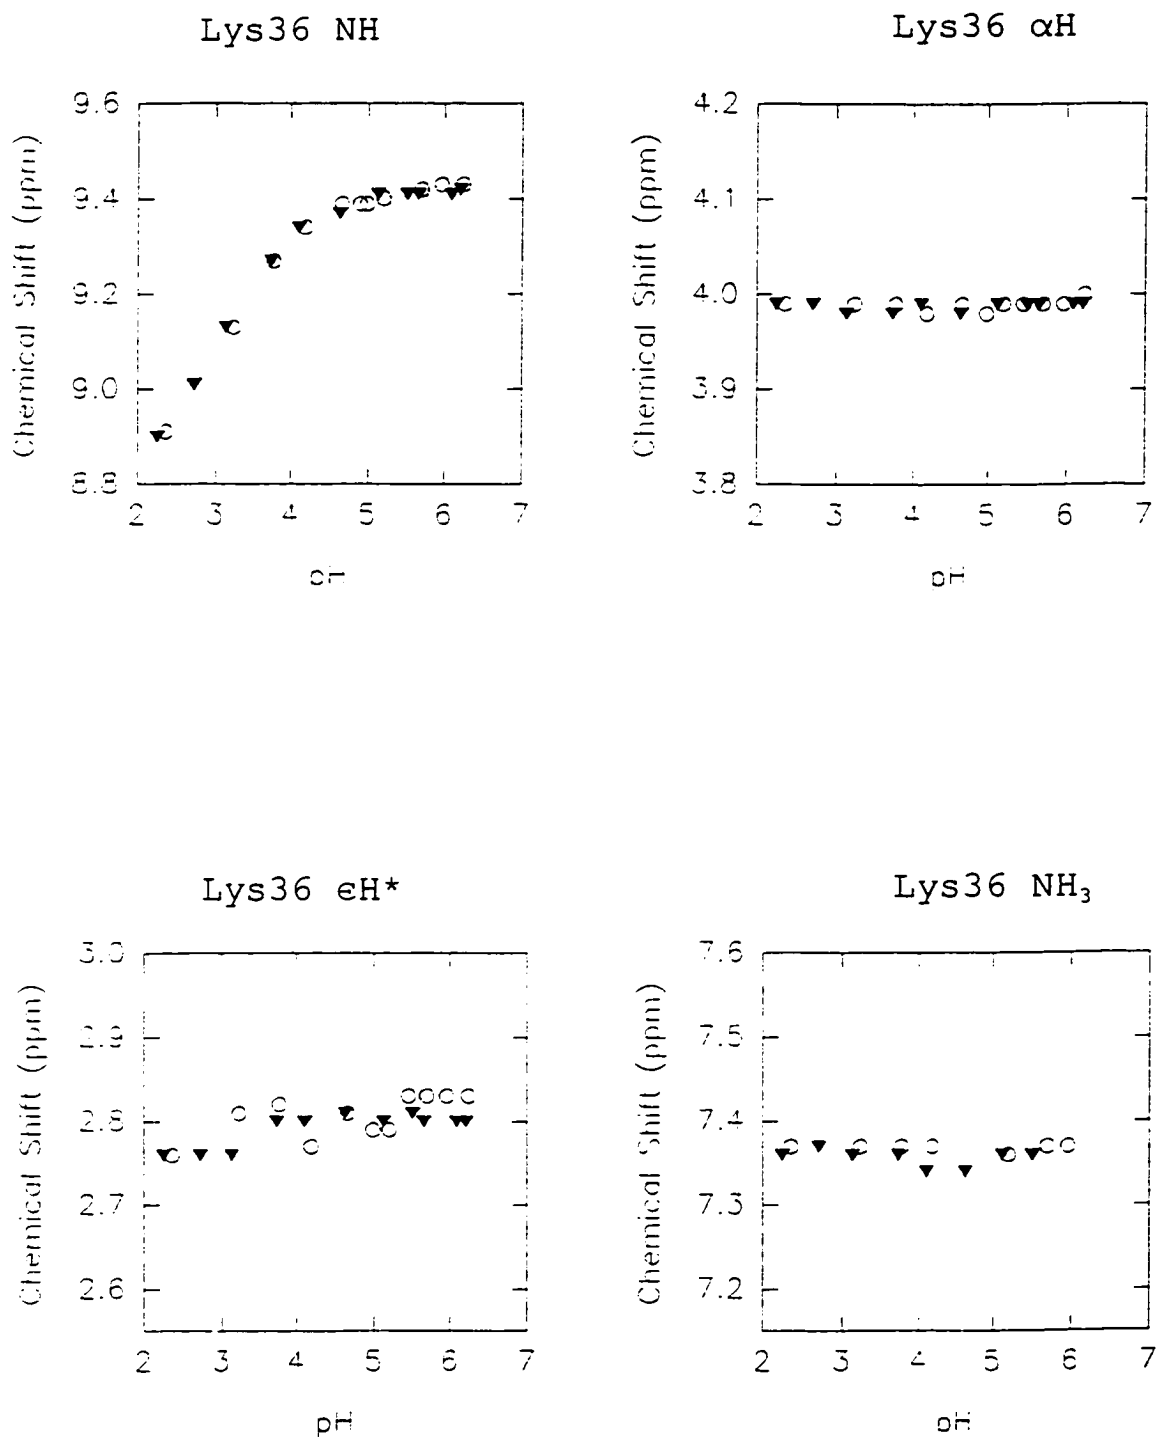 Lys36 NH
Lys36 αH
9.6
9.4
9.2
9.0
8.8
Chemical Shift (ppm)
2 3 4 5 6 7
pH
4.2
4.1
4.0
3.9
3.8
Chemical Shift (ppm)
2 3 4 5 6 7
pH
Lys36 εH*
Lys36 NH₃
3.0
2.9
2.8
2.7
2.6
Chemical Shift (ppm)
2 3 4 5 6 7
pH
7.6
7.5
7.4
7.3
7.2
Chemical Shift (ppm)
2 3 4 5 6 7
pH